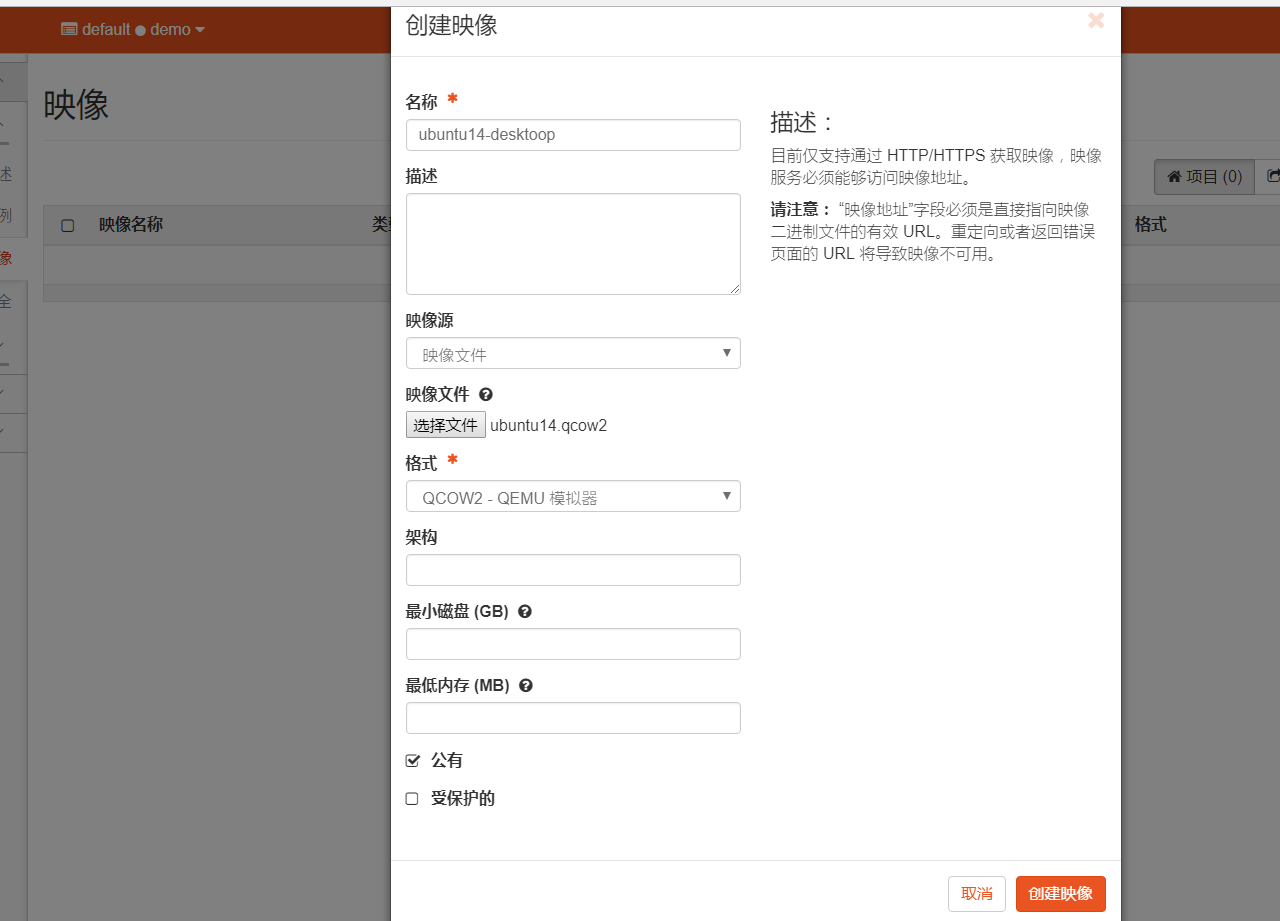 default ● demo
创建映像
映像
述
列
像
全
项目 (0)
映像名称
类
格式
名称 *
ubuntu14-desktoop
描述
映像源
映像文件
映像文件
选择文件 ubuntu14.qcow2
格式 *
QCOW2 - QEMU 模拟器
架构
最小磁盘 (GB)
最低内存 (MB)
公有
受保护的
描述：
目前仅支持通过 HTTP/HTTPS 获取映像，映像
服务必须能够访问映像地址。
请注意： “映像地址”字段必须是直接指向映像
二进制文件的有效 URL。重定向或者返回错误
页面的 URL 将导致映像不可用。
取消
创建映像